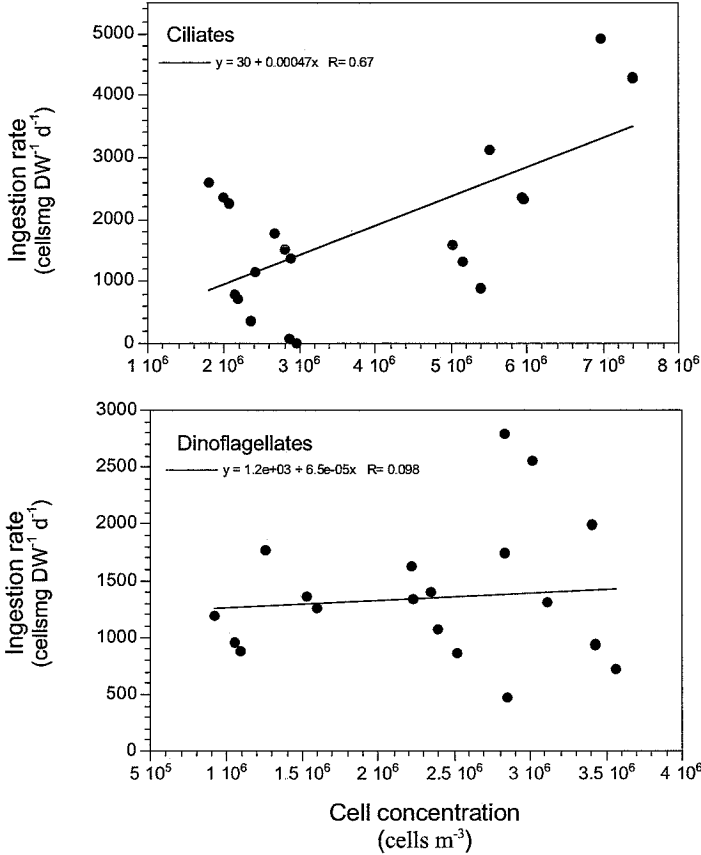 Ciliates
y = 30 + 0.00047x R= 0.67
5000
4000
3000
2000
1000
0
Ingestion rate
(cellsmg DW⁻¹ d⁻¹)
1 10⁶ 2 10⁶ 3 10⁶ 4 10⁶ 5 10⁶ 6 10⁶ 7 10⁶ 8 10⁶
Dinoflagellates
y = 1.2e+03 + 6.5e-05x R= 0.098
3000
2500
2000
1500
1000
500
0
Ingestion rate
(cellsmg DW⁻¹ d⁻¹)
5 10⁵ 1 10⁶ 1.5 10⁶ 2 10⁶ 2.5 10⁶ 3 10⁶ 3.5 10⁶ 4 10⁶
Cell concentration
(cells m⁻³)